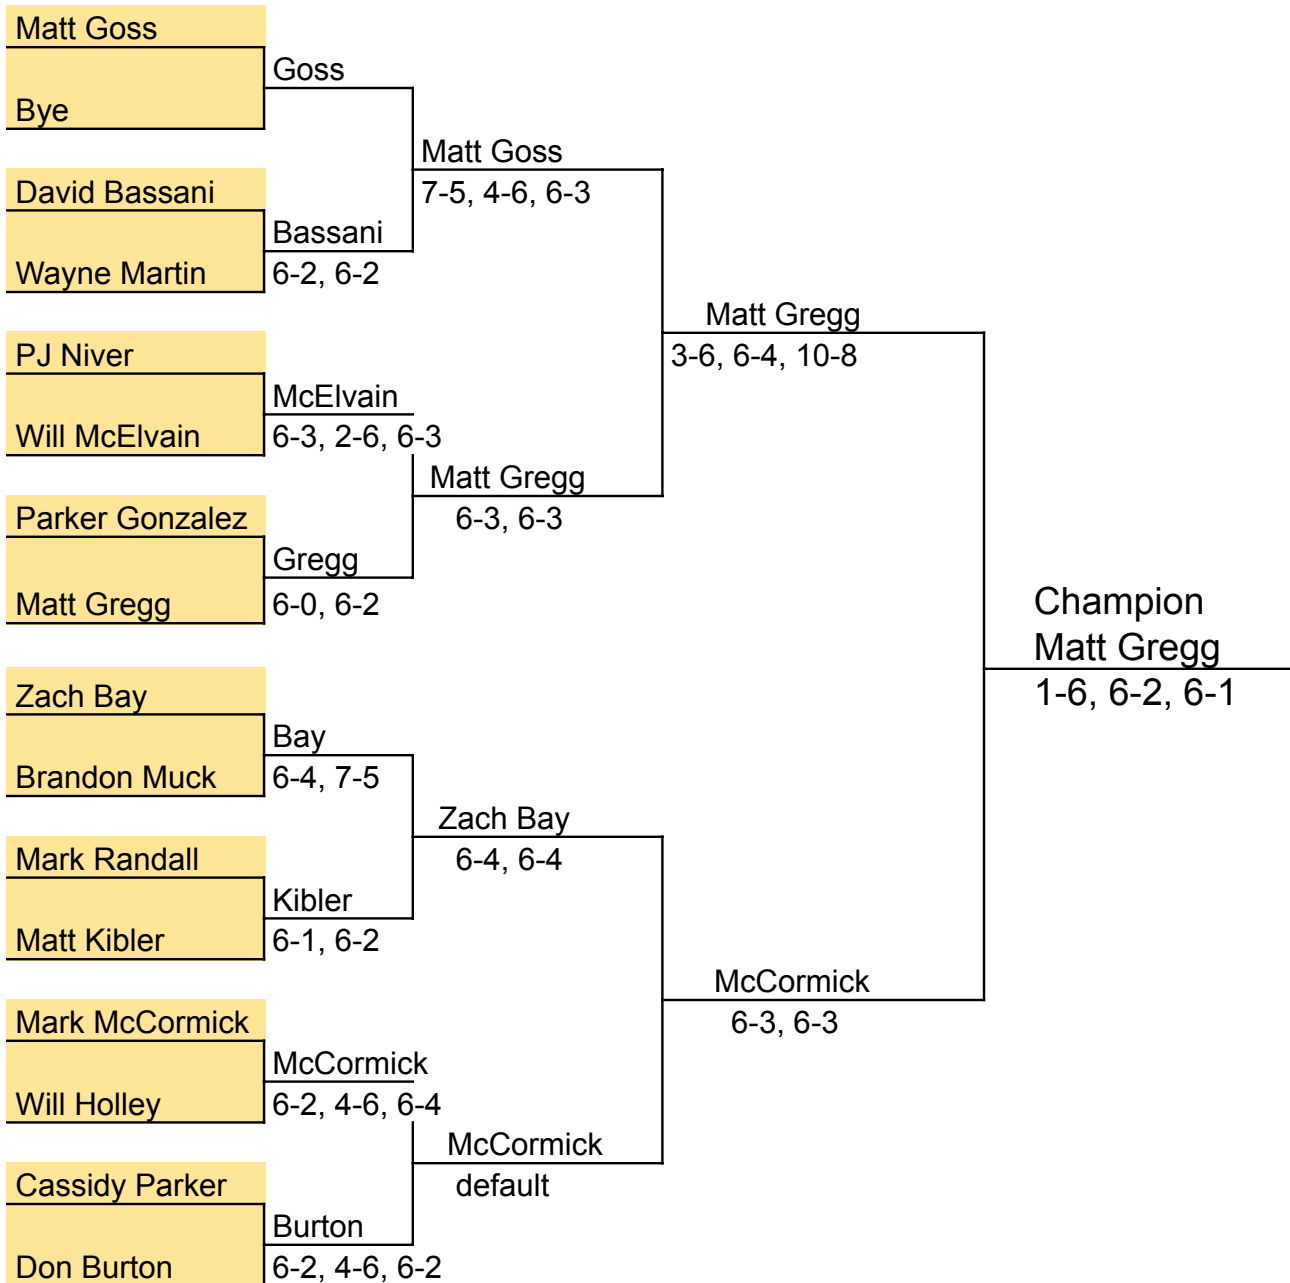 Matt Goss
Goss
Bye
Matt Goss
7-5, 4-6, 6-3
David Bassani
Bassani
Wayne Martin
6-2, 6-2
Matt Gregg
3-6, 6-4, 10-8
PJ Niver
McElvain
Will McElvain
6-3, 2-6, 6-3
Matt Gregg
6-3, 6-3
Parker Gonzalez
Gregg
Matt Gregg
6-0, 6-2
Champion
Matt Gregg
1-6, 6-2, 6-1
Zach Bay
Bay
Brandon Muck
6-4, 7-5
Zach Bay
6-4, 6-4
Mark Randall
Kibler
Matt Kibler
6-1, 6-2
McCormick
6-3, 6-3
Mark McCormick
McCormick
Will Holley
6-2, 4-6, 6-4
McCormick
default
Cassidy Parker
Burton
Don Burton
6-2, 4-6, 6-2